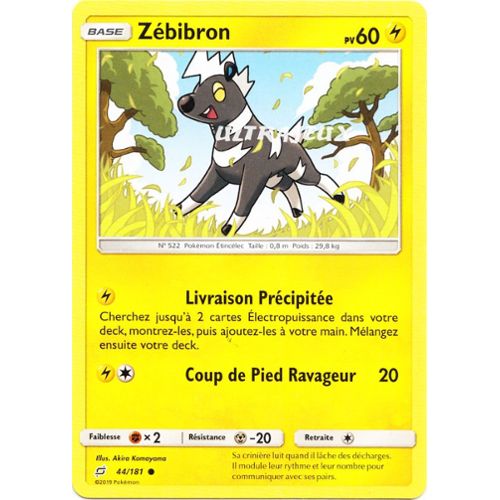 BASE Zébibron PV60
ULTRAJEUX
N° 522 Pokémon Étincélec Taille : 0,8 m Poids : 29,8 kg
Livraison Précipitée
Cherchez jusqu'à 2 cartes Électropuissance dans votre
deck, montrez-les, puis ajoutez-les à votre main. Mélangez
ensuite votre deck.
Coup de Pied Ravageur 20
Faiblesse ×2 Résistance -20 Retraite
Illus. Akira Komayama
44/181
©2019 Pokémon
Sa crinière luit quand il lâche des décharges.
Il module leur rythme et leur nombre pour
communiquer avec ses pairs.